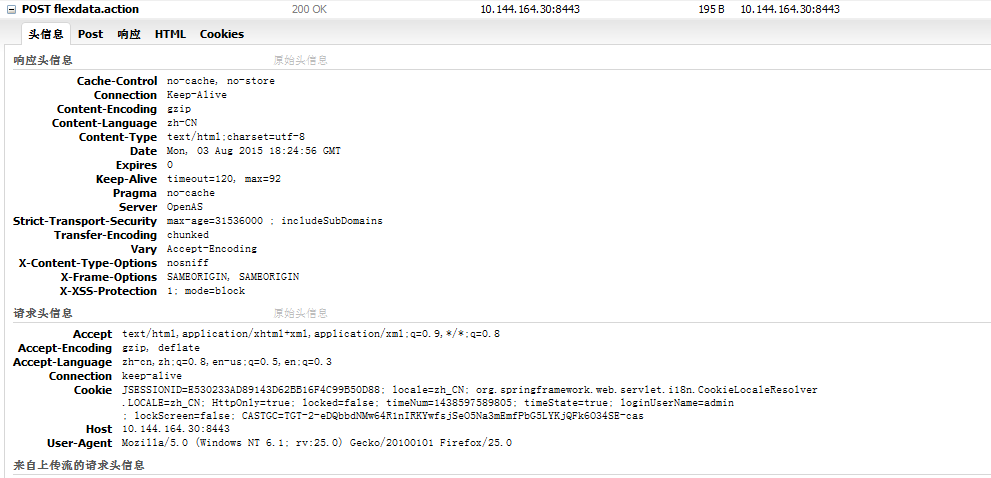 POST flexdata.action 200 OK 10.144.164.30:8443 195 B 10.144.164.30:8443
头信息 Post 响应 HTML Cookies
响应头信息 原始头信息
Cache-Control no-cache, no-store
Connection Keep-Alive
Content-Encoding gzip
Content-Language zh-CN
Content-Type text/html;charset=utf-8
Date Mon, 03 Aug 2015 18:24:56 GMT
Expires 0
Keep-Alive timeout=120, max=92
Pragma no-cache
Server OpenAS
Strict-Transport-Security max-age=31536000 ; includeSubDomains
Transfer-Encoding chunked
Vary Accept-Encoding
X-Content-Type-Options nosniff
X-Frame-Options SAMEORIGIN, SAMEORIGIN
X-XSS-Protection 1; mode=block
请求头信息 原始头信息
Accept text/html,application/xhtml+xml,application/xml;q=0.9,*/*;q=0.8
Accept-Encoding gzip, deflate
Accept-Language zh-cn,zh;q=0.8,en-us;q=0.5,en;q=0.3
Connection keep-alive
Cookie JSESSIONID=E530233AD89143D62BB16F4C99B50D88; locale=zh_CN; org.springframework.web.servlet.i18n.CookieLocaleResolver
.LOCALE=zh_CN; HttpOnly=true; locked=false; timeNum=1438597589805; timeState=true; loginUserName=admin
; lockScreen=false; CASTGC=TGT-2-eDQbbdNMw64R1nIRKYwfsjSeO5Na3mEmfPbG5LYKjQFk6O34SE-cas
Host 10.144.164.30:8443
User-Agent Mozilla/5.0 (Windows NT 6.1; rv:25.0) Gecko/20100101 Firefox/25.0
来自上传流的请求头信息